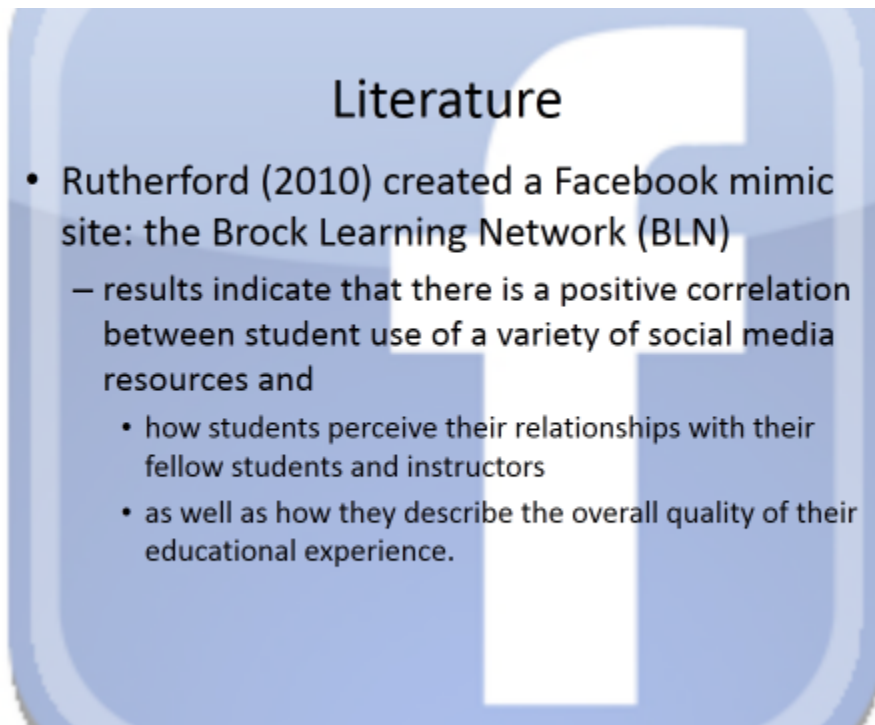 Literature
• Rutherford (2010) created a Facebook mimic
site: the Brock Learning Network (BLN)
– results indicate that there is a positive correlation
between student use of a variety of social media
resources and
• how students perceive their relationships with their
fellow students and instructors
• as well as how they describe the overall quality of their
educational experience.